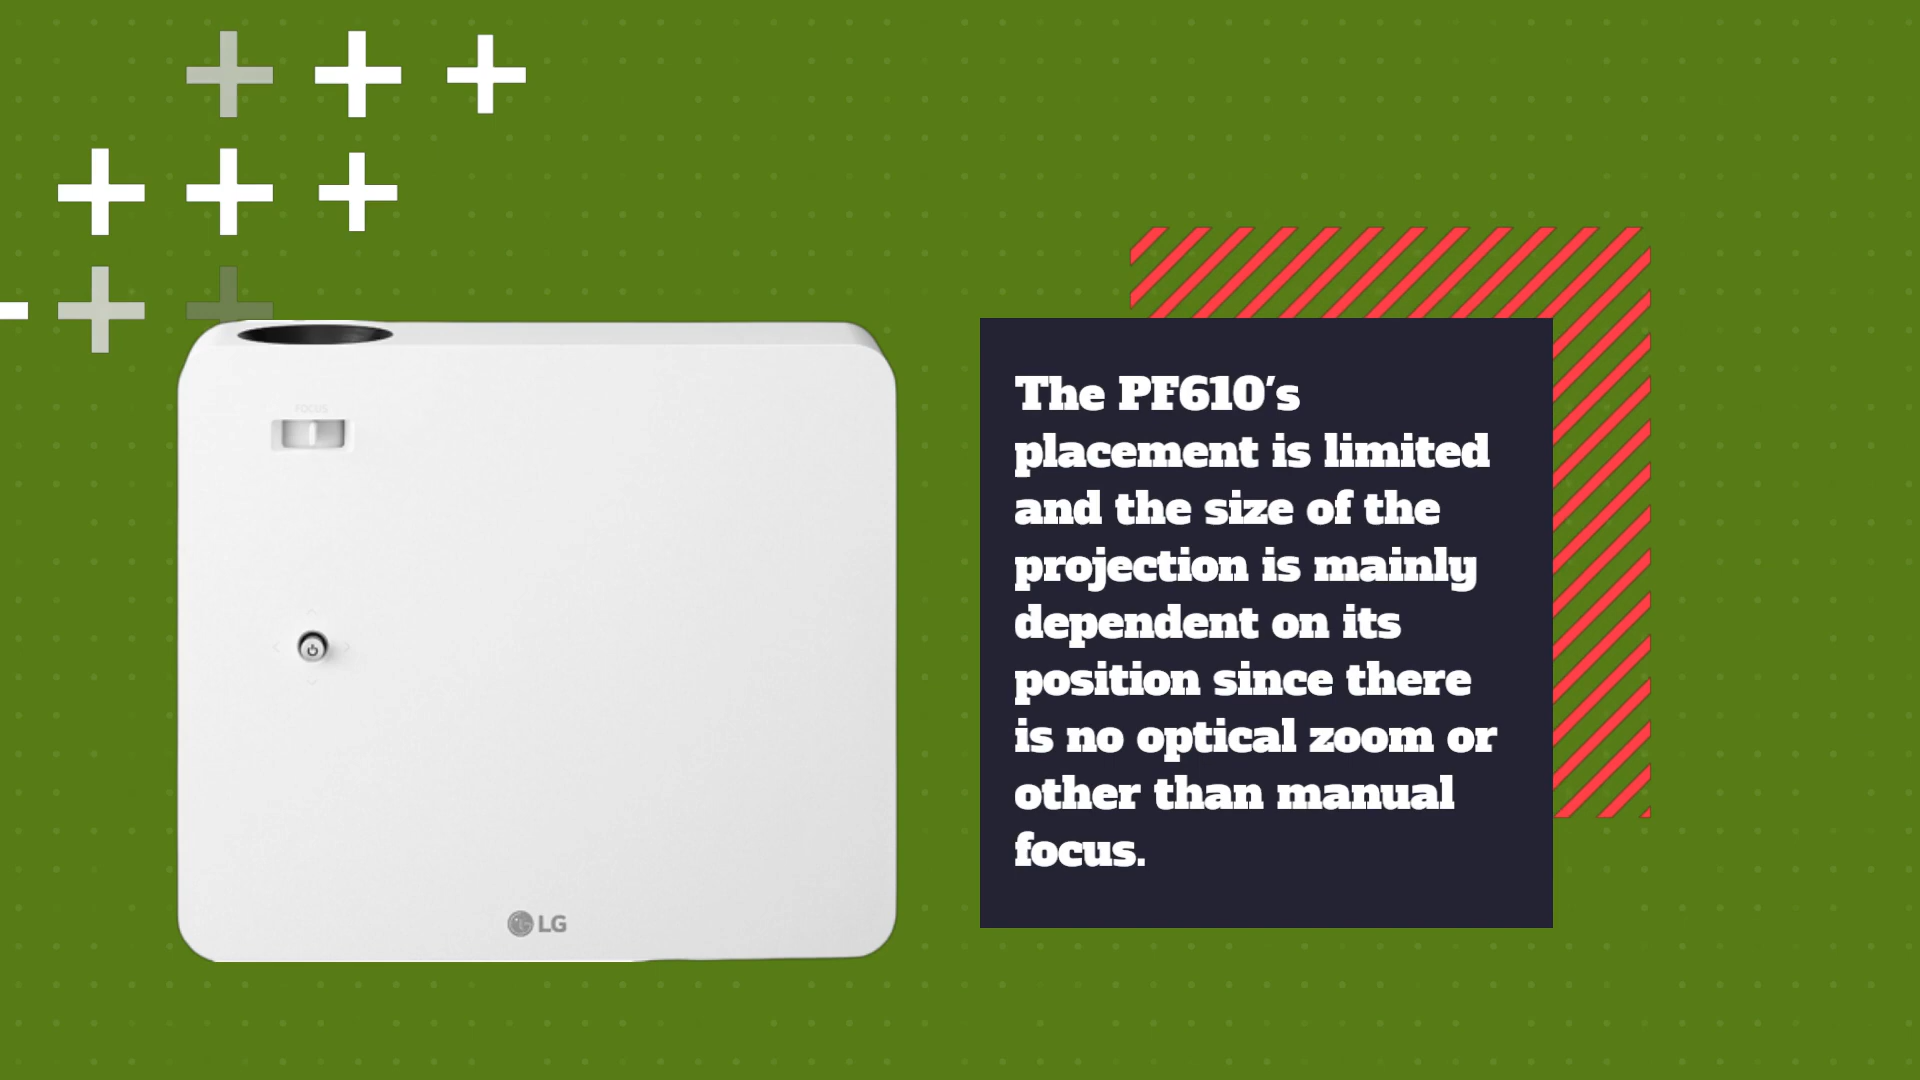 FOCUS
LG
The PF610's
placement is limited
and the size of the
projection is mainly
dependent on its
position since there
is no optical zoom or
other than manual
focus.